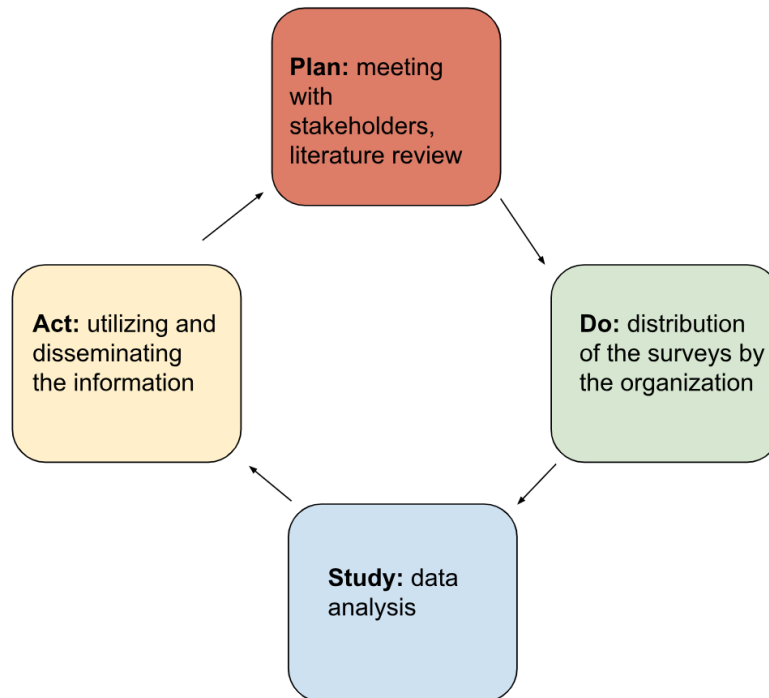 Plan: meeting
with
stakeholders,
literature review
Do: distribution
of the surveys by
the organization
Study: data
analysis
Act: utilizing and
disseminating
the information